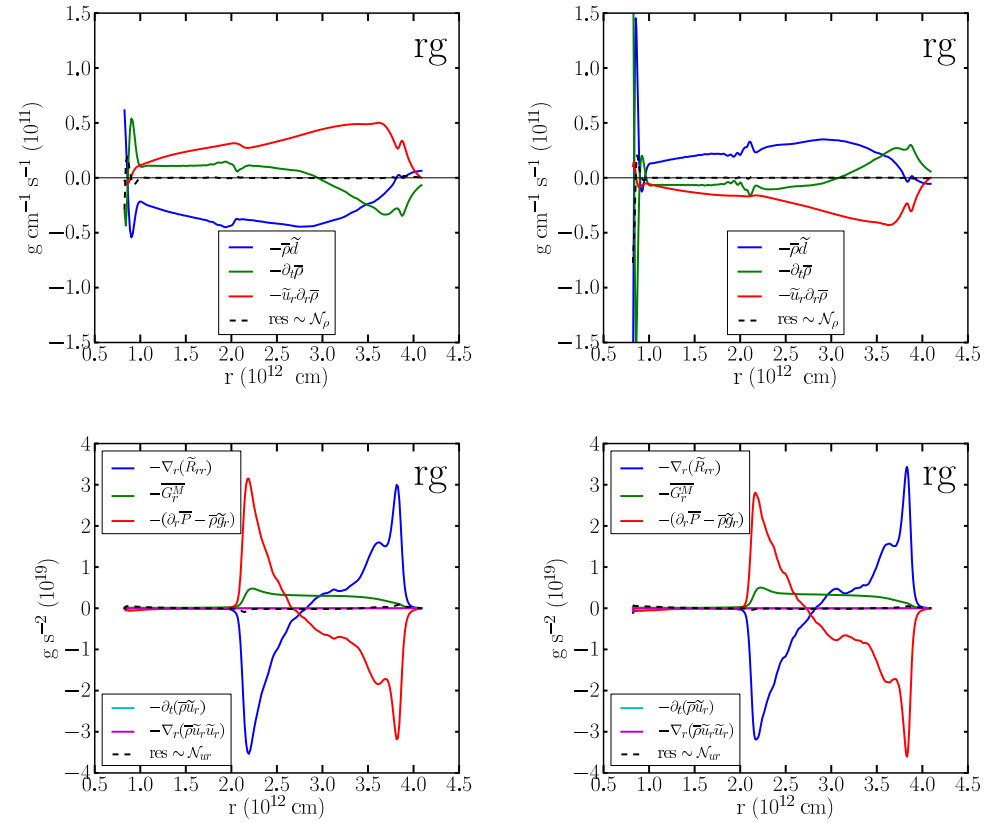 rg
g cm⁻¹ s⁻¹ (10¹¹)
1.5
1.0
0.5
0.0
−0.5
−1.0
−1.5
−ρ̅d̃
−∂ₜρ̅
−ũᵣ∂ᵣρ̅
res ∼ 𝒩_ρ
0.5 1.0 1.5 2.0 2.5 3.0 3.5 4.0 4.5
r (10¹² cm)
rg
g cm⁻¹ s⁻¹ (10¹¹)
1.5
1.0
0.5
0.0
−0.5
−1.0
−1.5
−ρ̅d̃
−∂ₜρ̅
−ũᵣ∂ᵣρ̅
res ∼ 𝒩_ρ
0.5 1.0 1.5 2.0 2.5 3.0 3.5 4.0 4.5
r (10¹² cm)
rg
g s⁻² (10¹⁹)
4
3
2
1
0
−1
−2
−3
−4
−∇ᵣ(R̃ᵣᵣ)
−G̅ᵣᴹ
−(∂ᵣP̅ − ρ̅g̃ᵣ)
−∂ₜ(ρ̅ũᵣ)
−∇ᵣ(ρ̅ũᵣũᵣ)
res ∼ 𝒩_ur
0.5 1.0 1.5 2.0 2.5 3.0 3.5 4.0 4.5
r (10¹² cm)
rg
g s⁻² (10¹⁹)
4
3
2
1
0
−1
−2
−3
−4
−∇ᵣ(R̃ᵣᵣ)
−G̅ᵣᴹ
−(∂ᵣP̅ − ρ̅g̃ᵣ)
−∂ₜ(ρ̅ũᵣ)
−∇ᵣ(ρ̅ũᵣũᵣ)
res ∼ 𝒩_ur
0.5 1.0 1.5 2.0 2.5 3.0 3.5 4.0 4.5
r (10¹² cm)